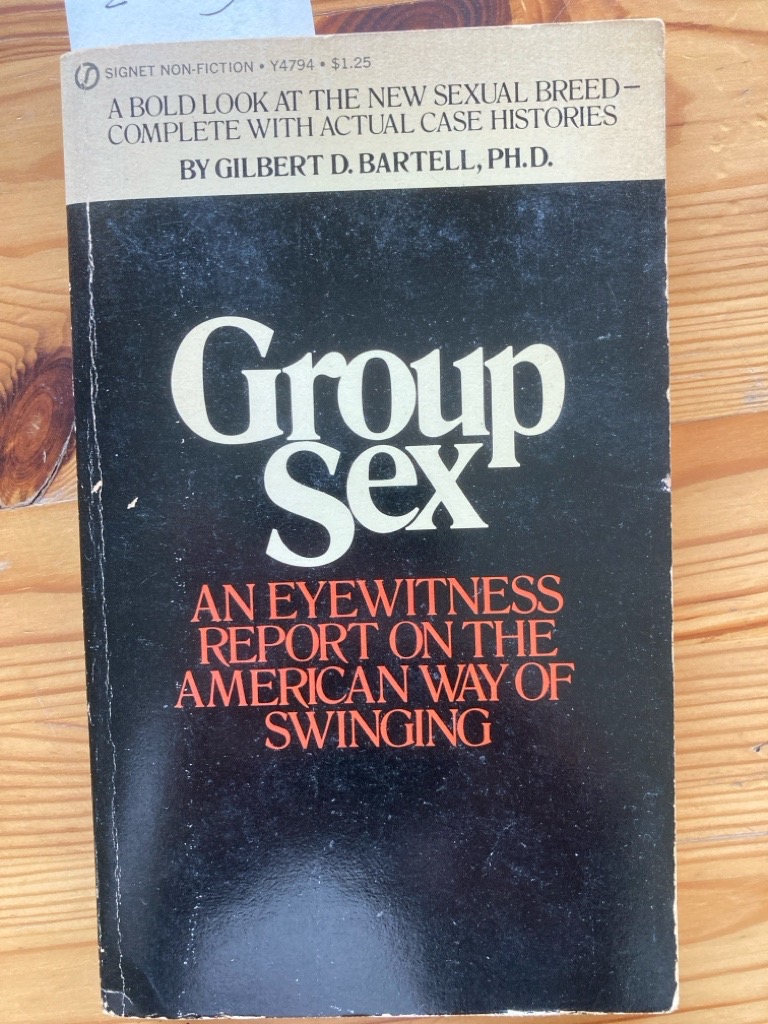 SIGNET NON-FICTION • Y4794 • $1.25
A BOLD LOOK AT THE NEW SEXUAL BREED—
COMPLETE WITH ACTUAL CASE HISTORIES
BY GILBERT D. BARTELL, PH.D.
Group
Sex
AN EYEWITNESS
REPORT ON THE
AMERICAN WAY OF
SWINGING